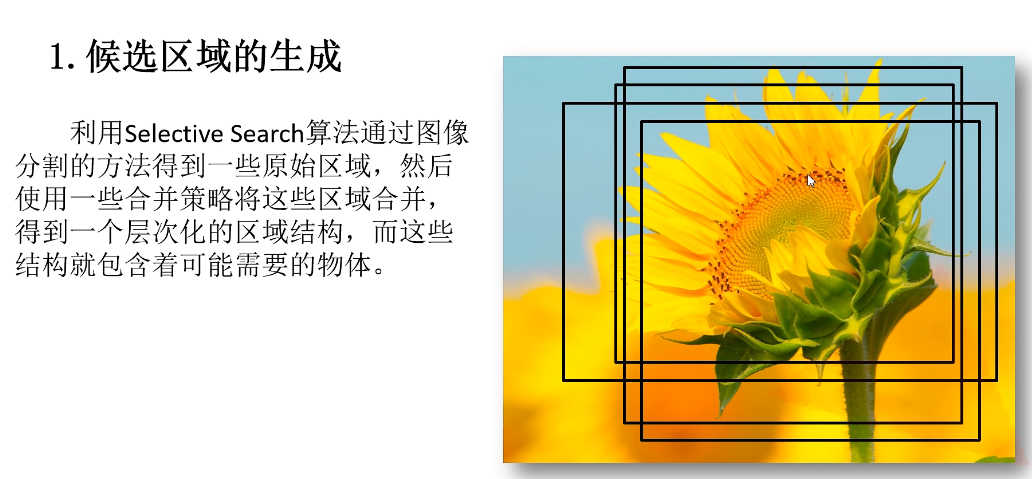 1. 候选区域的生成
利用Selective Search算法通过图像
分割的方法得到一些原始区域，然后
使用一些合并策略将这些区域合并，
得到一个层次化的区域结构，而这些
结构就包含着可能需要的物体。